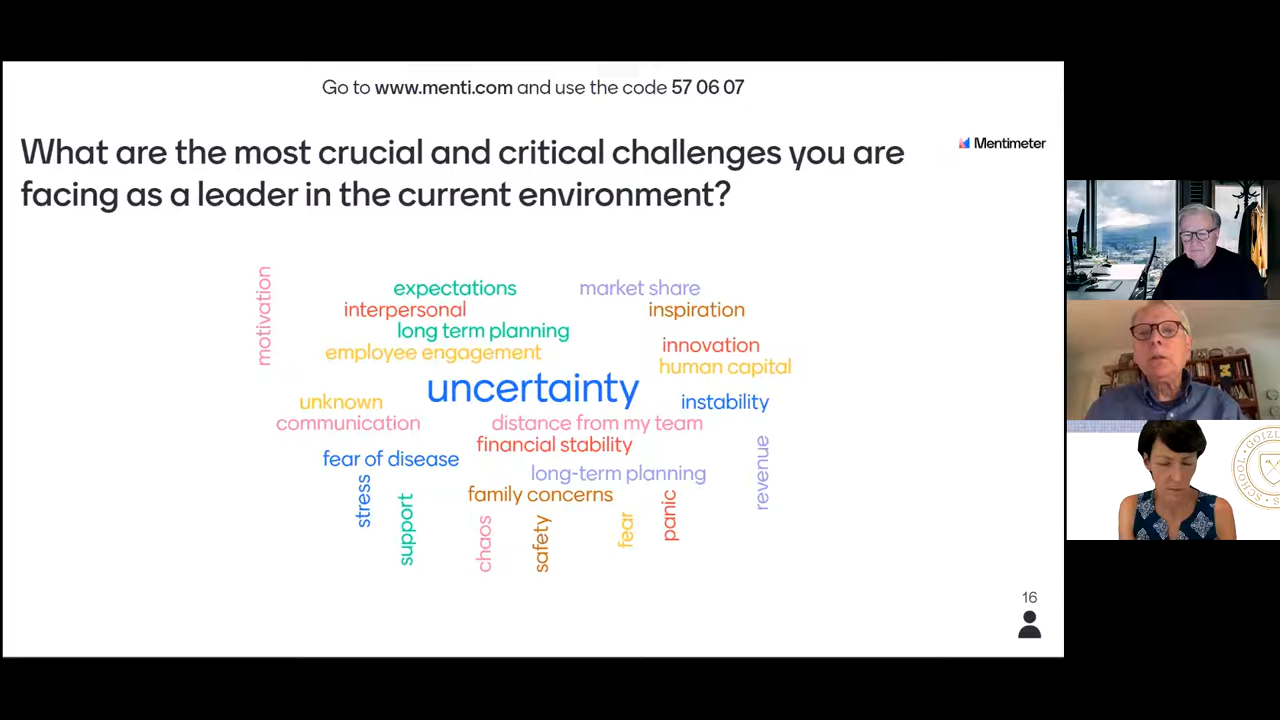 Go to www.menti.com and use the code 57 06 07
What are the most crucial and critical challenges you are
facing as a leader in the current environment?
Mentimeter
motivation
expectations
market share
interpersonal
inspiration
long term planning
innovation
employee engagement
human capital
uncertainty
unknown
instability
communication
distance from my team
financial stability
revenue
fear of disease
long-term planning
stress
support
family concerns
panic
chaos
safety
fear
16
SCHOOL